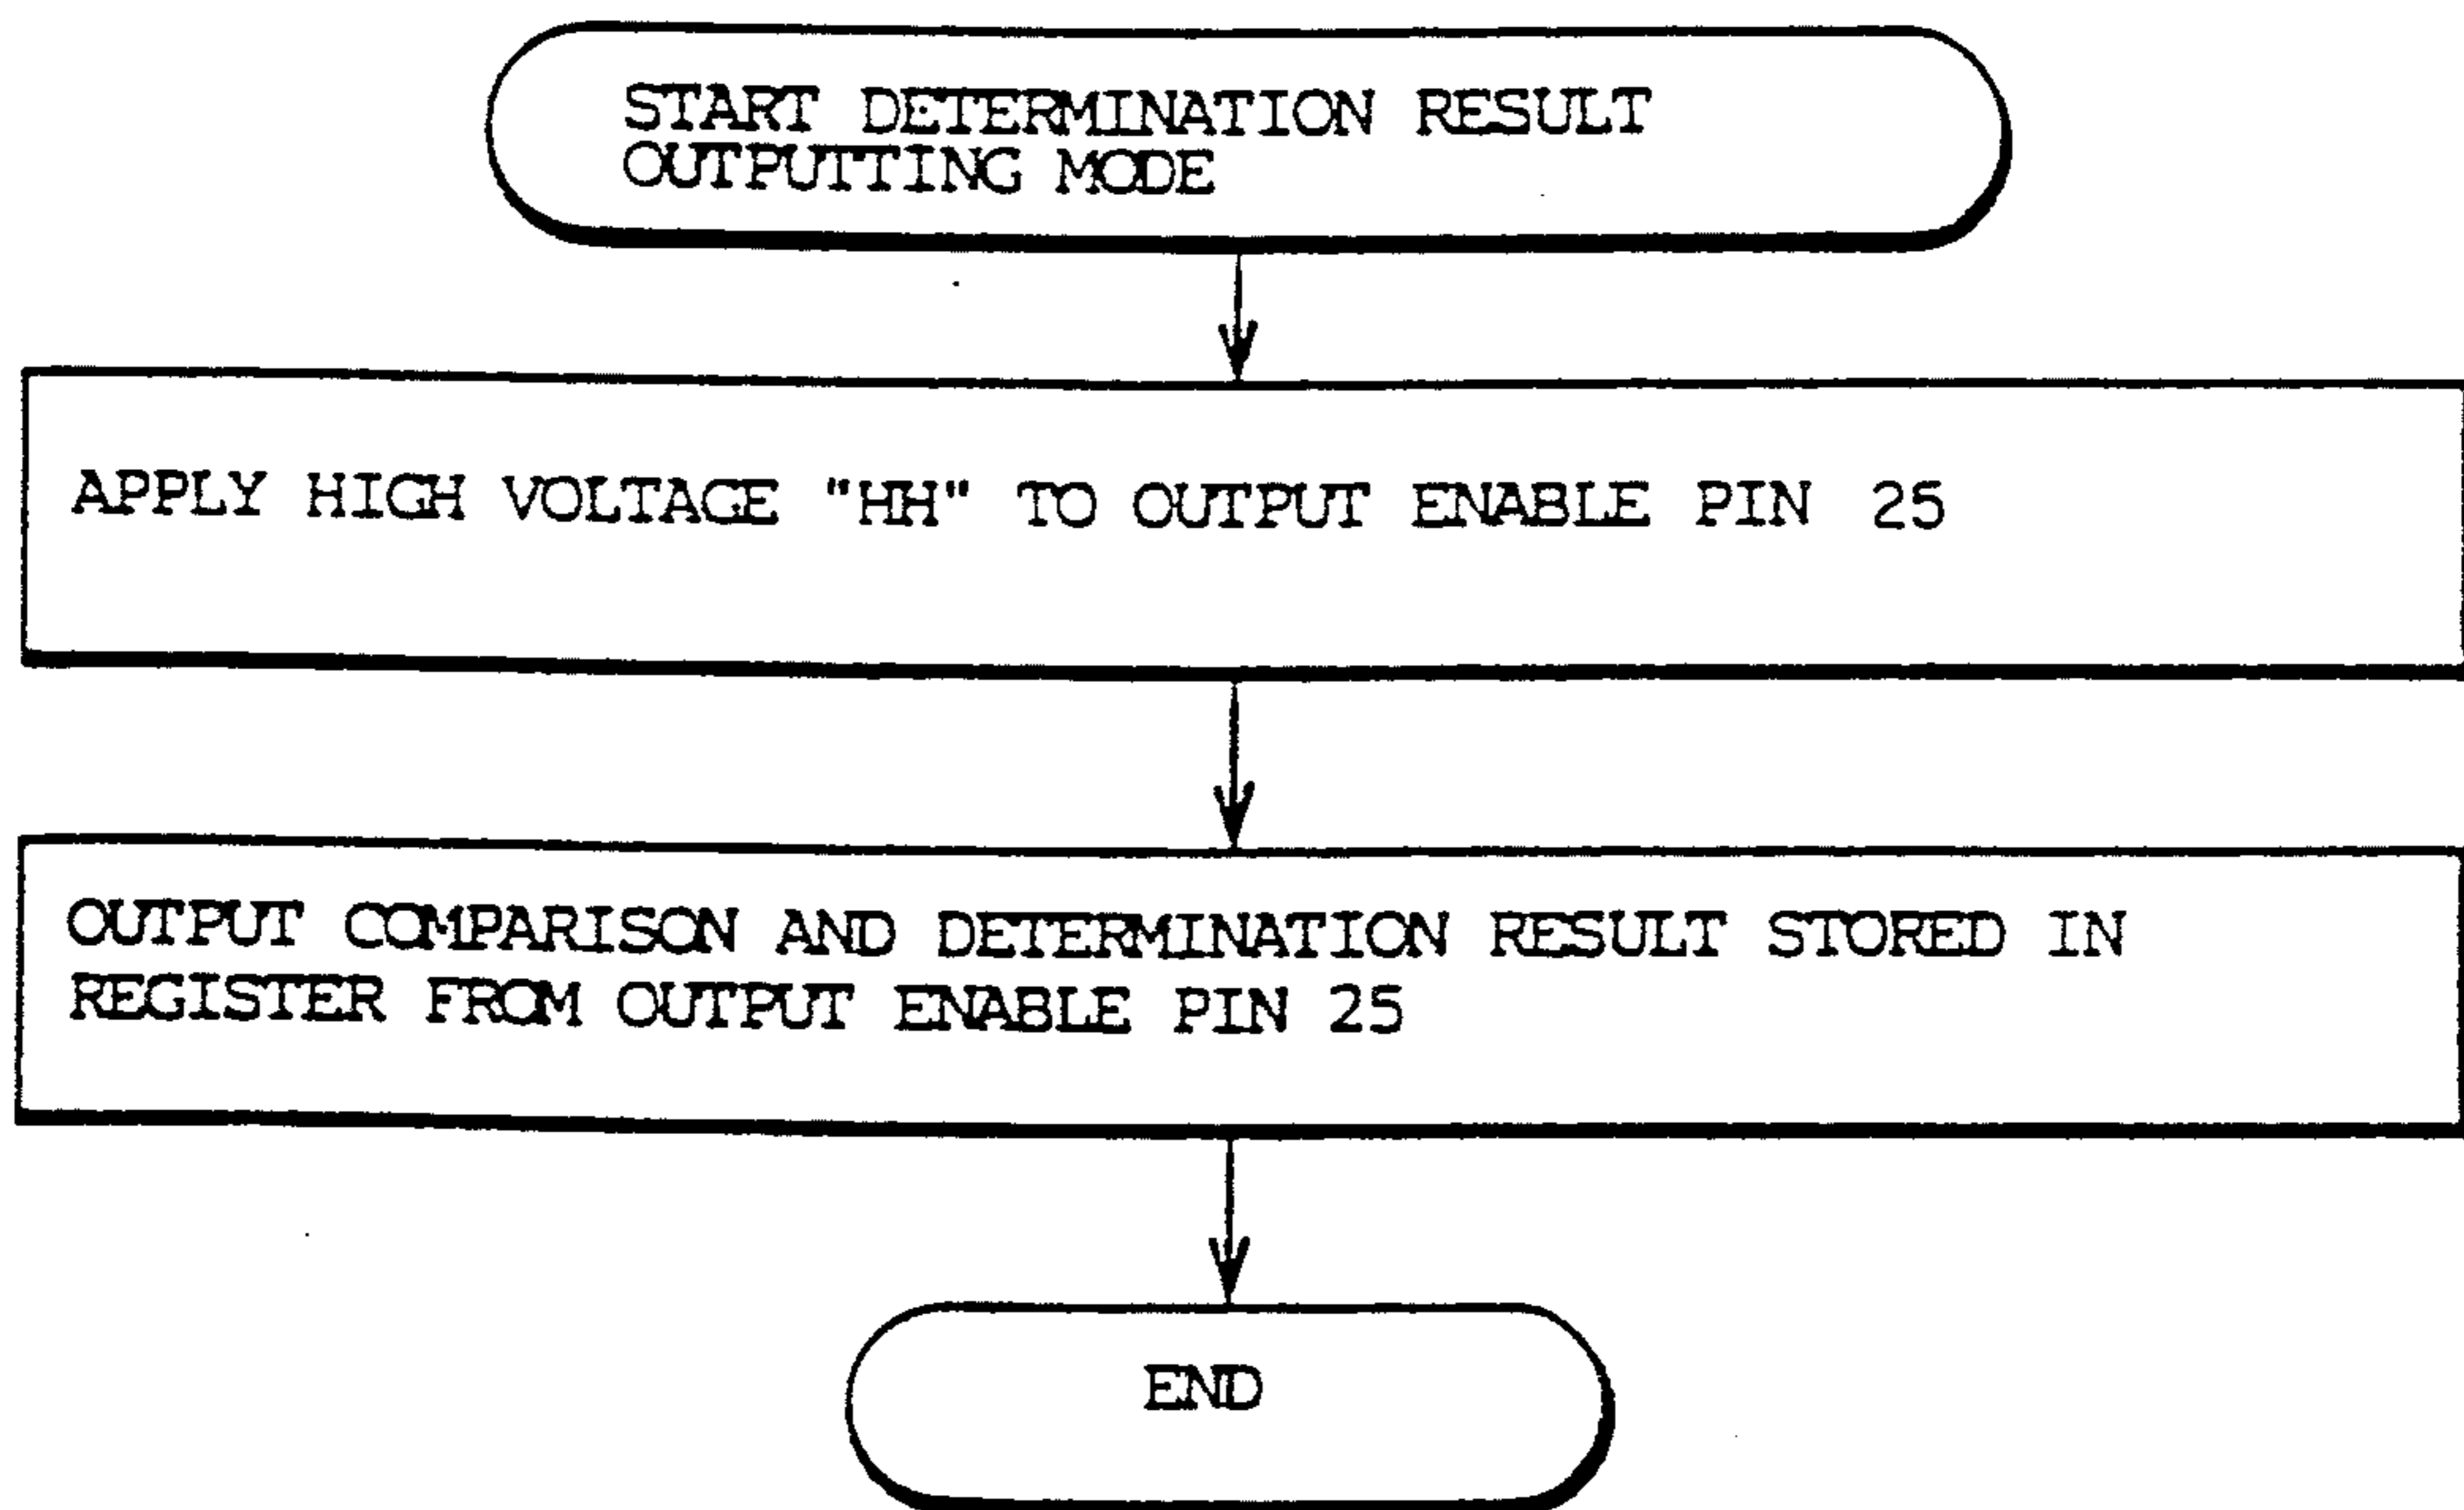 START DETERMINATION RESULT
OUTPUTTING MODE
APPLY HIGH VOLTAGE "HH" TO OUTPUT ENABLE PIN 25
OUTPUT COMPARISON AND DETERMINATION RESULT STORED IN
REGISTER FROM OUTPUT ENABLE PIN 25
END